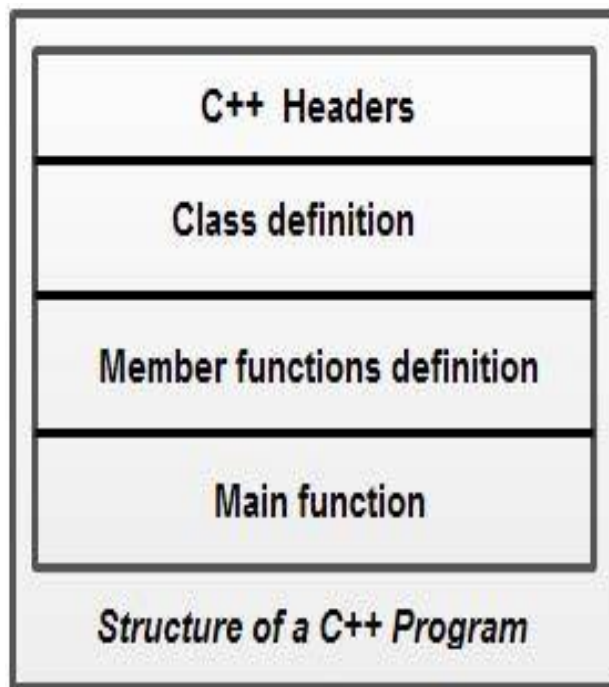 C++ Headers
Class definition
Member functions definition
Main function
Structure of a C++ Program